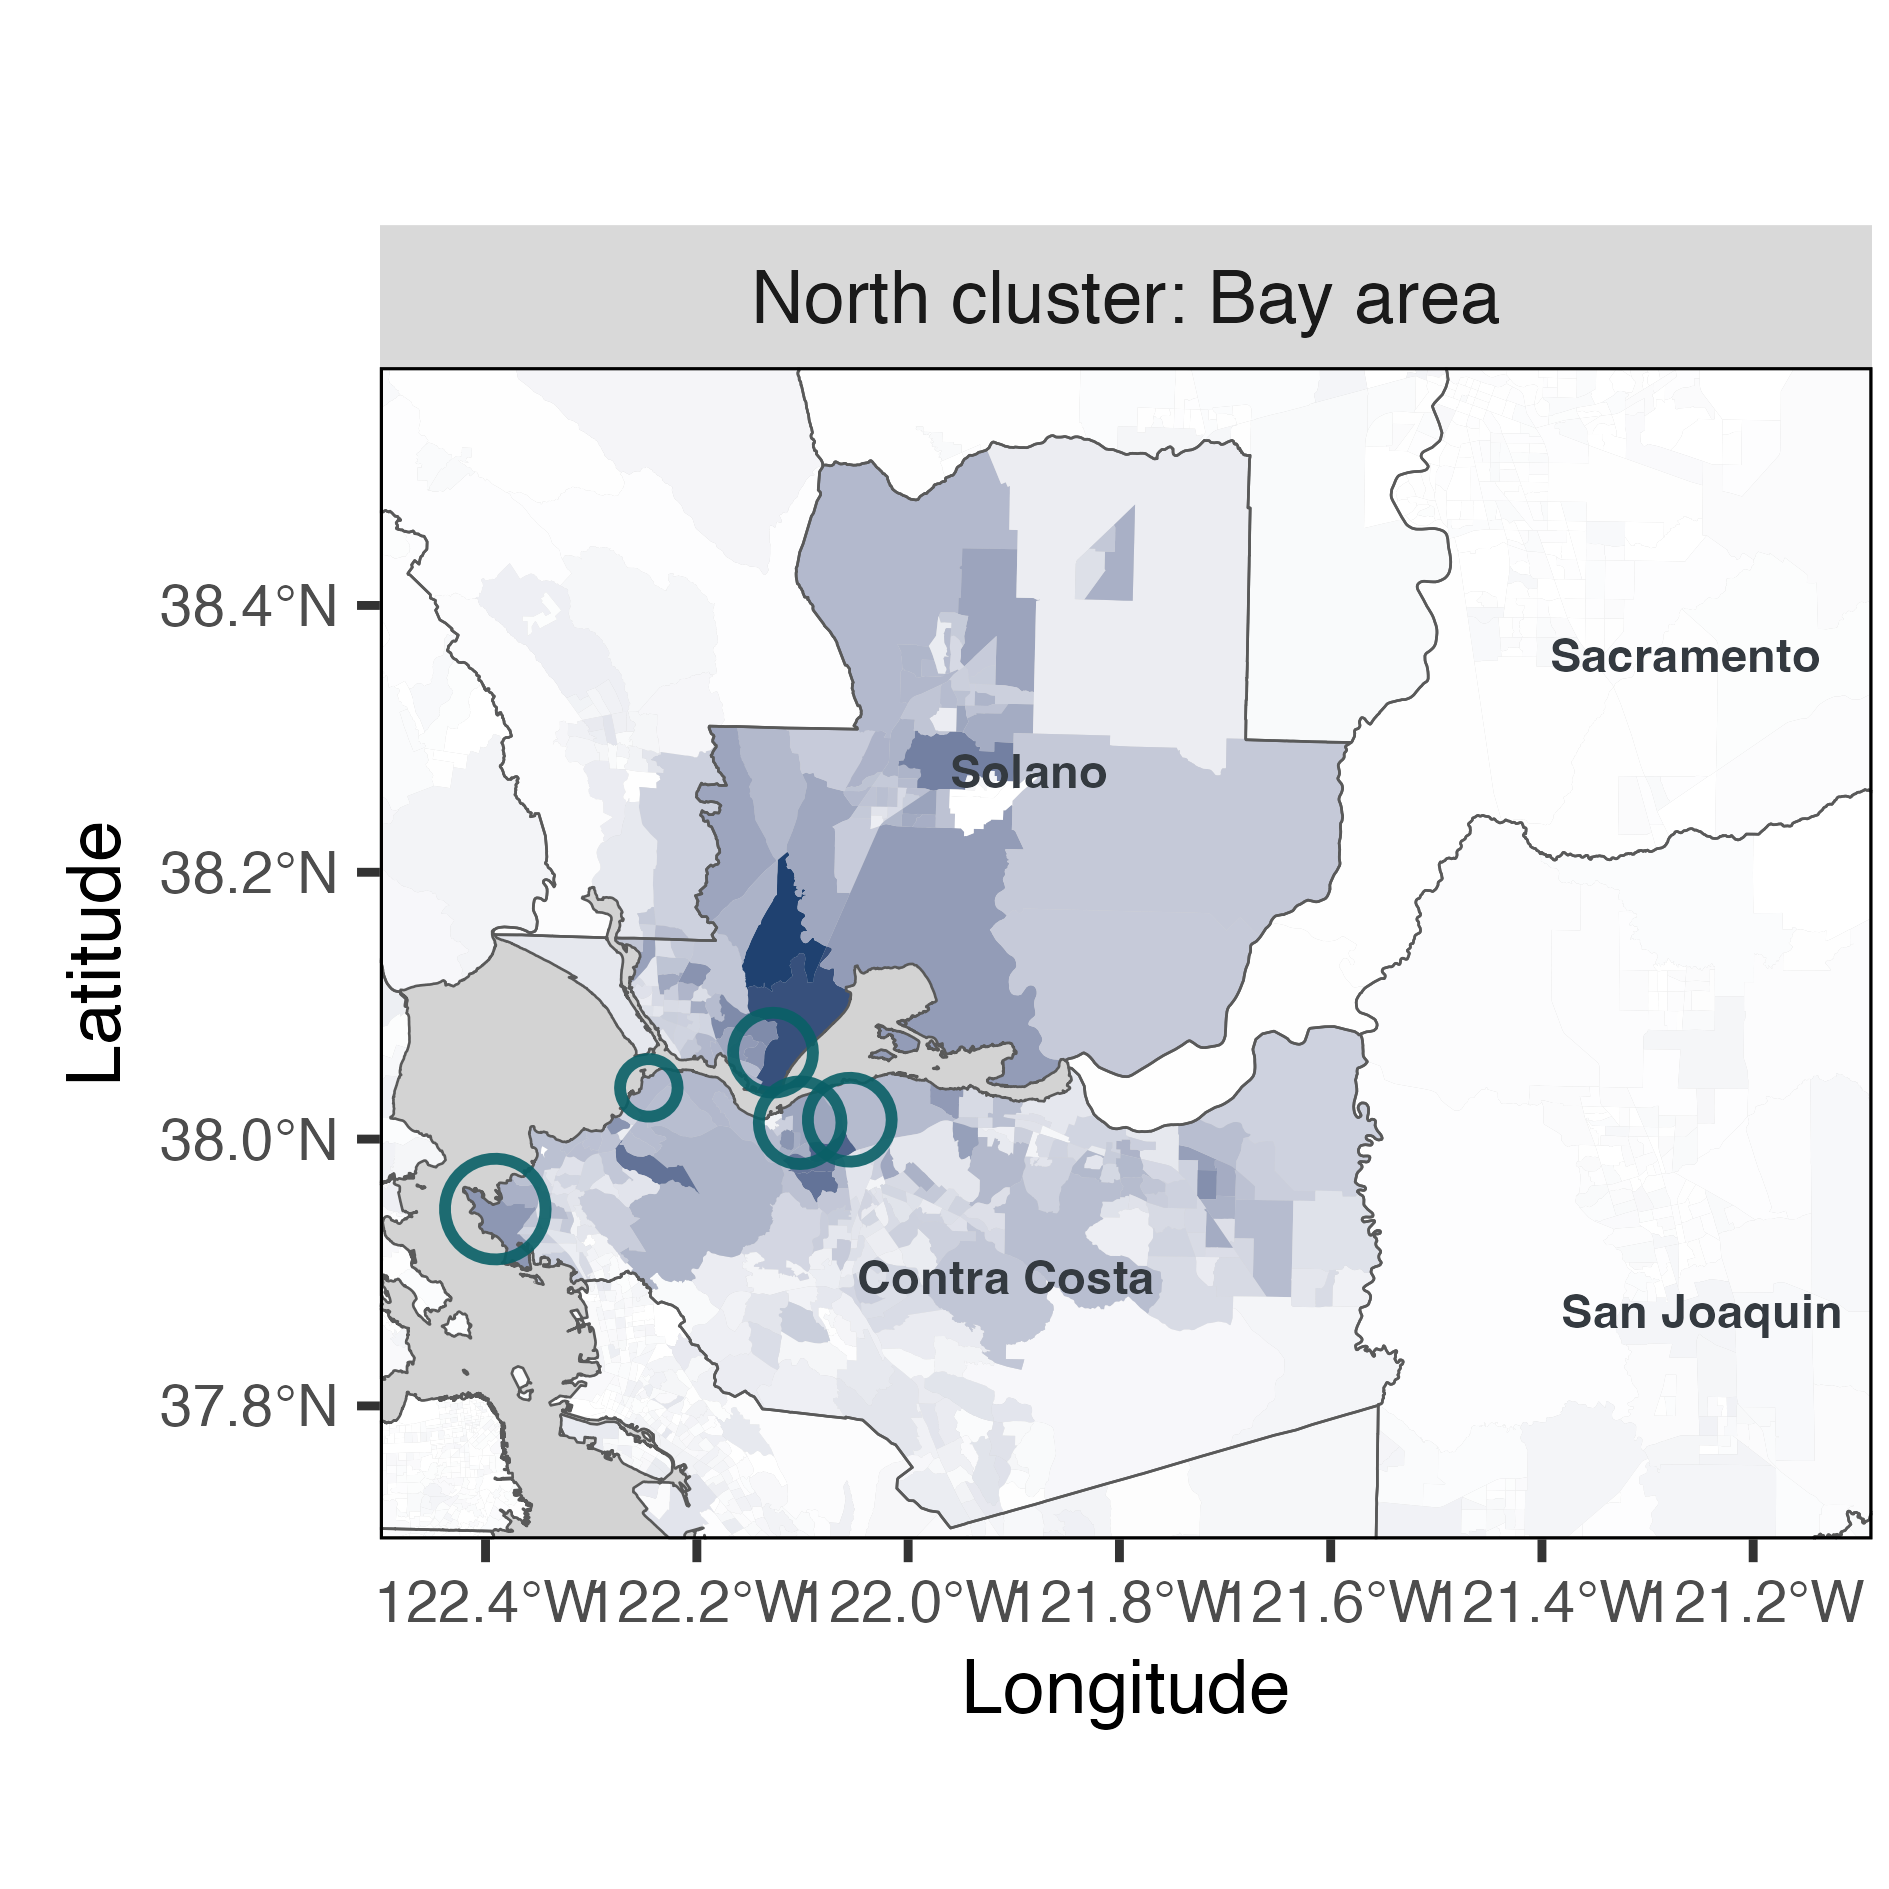 North cluster: Bay area
38.4°N
38.2°N
38.0°N
37.8°N
Latitude
Sacramento
Solano
Contra Costa
San Joaquin
122.4°W 122.2°W 122.0°W 121.8°W 121.6°W 121.4°W 121.2°W
Longitude